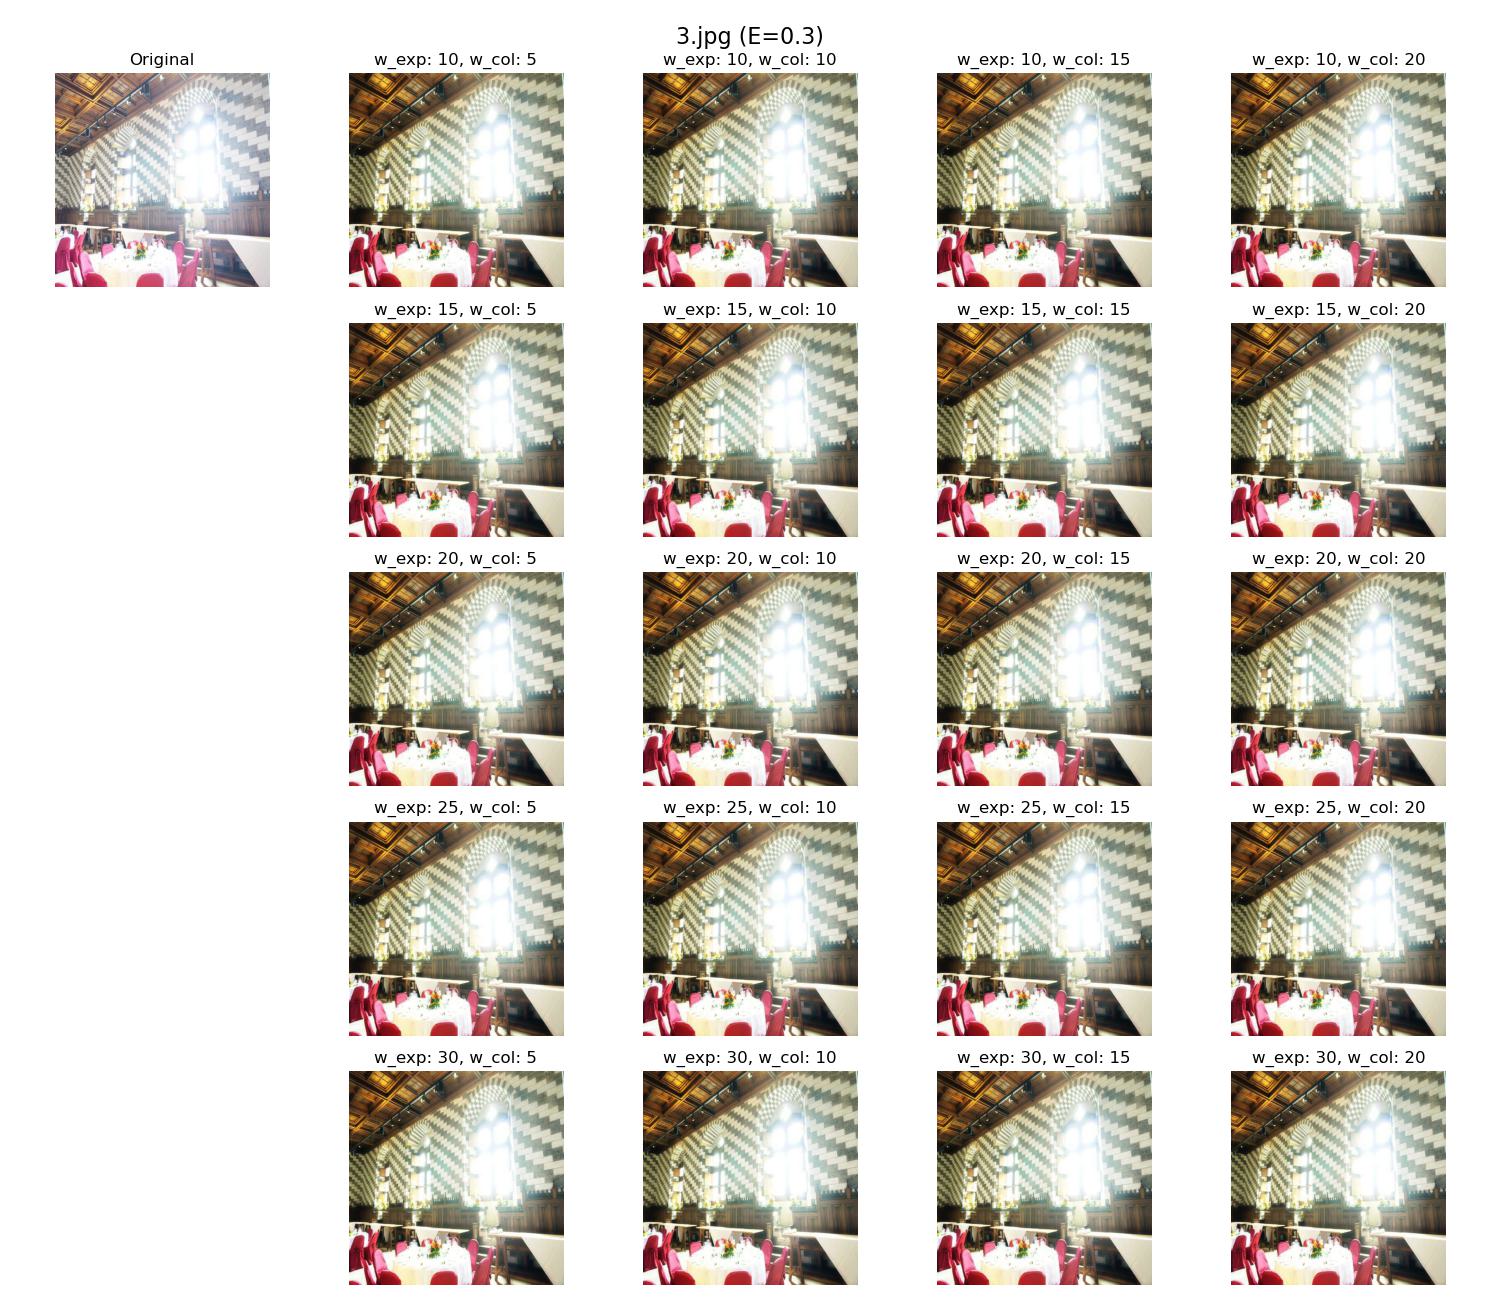 3.jpg (E=0.3)
Original
w_exp: 10, w_col: 5
w_exp: 10, w_col: 10
w_exp: 10, w_col: 15
w_exp: 10, w_col: 20
w_exp: 15, w_col: 5
w_exp: 15, w_col: 10
w_exp: 15, w_col: 15
w_exp: 15, w_col: 20
w_exp: 20, w_col: 5
w_exp: 20, w_col: 10
w_exp: 20, w_col: 15
w_exp: 20, w_col: 20
w_exp: 25, w_col: 5
w_exp: 25, w_col: 10
w_exp: 25, w_col: 15
w_exp: 25, w_col: 20
w_exp: 30, w_col: 5
w_exp: 30, w_col: 10
w_exp: 30, w_col: 15
w_exp: 30, w_col: 20